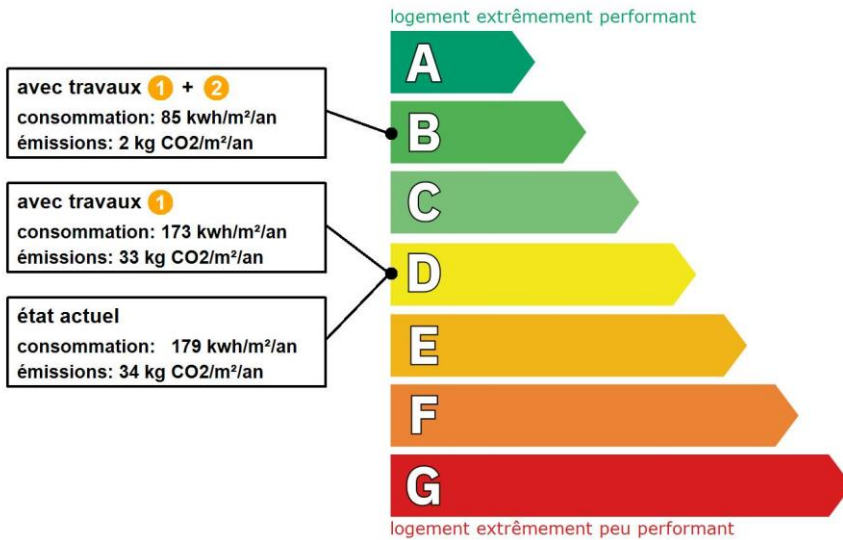 logement extrêmement performant
A
avec travaux 1 + 2
consommation: 85 kwh/m²/an
émissions: 2 kg CO2/m²/an
B
C
avec travaux 1
consommation: 173 kwh/m²/an
émissions: 33 kg CO2/m²/an
D
état actuel
consommation: 179 kwh/m²/an
émissions: 34 kg CO2/m²/an
E
F
G
logement extrêmement peu performant